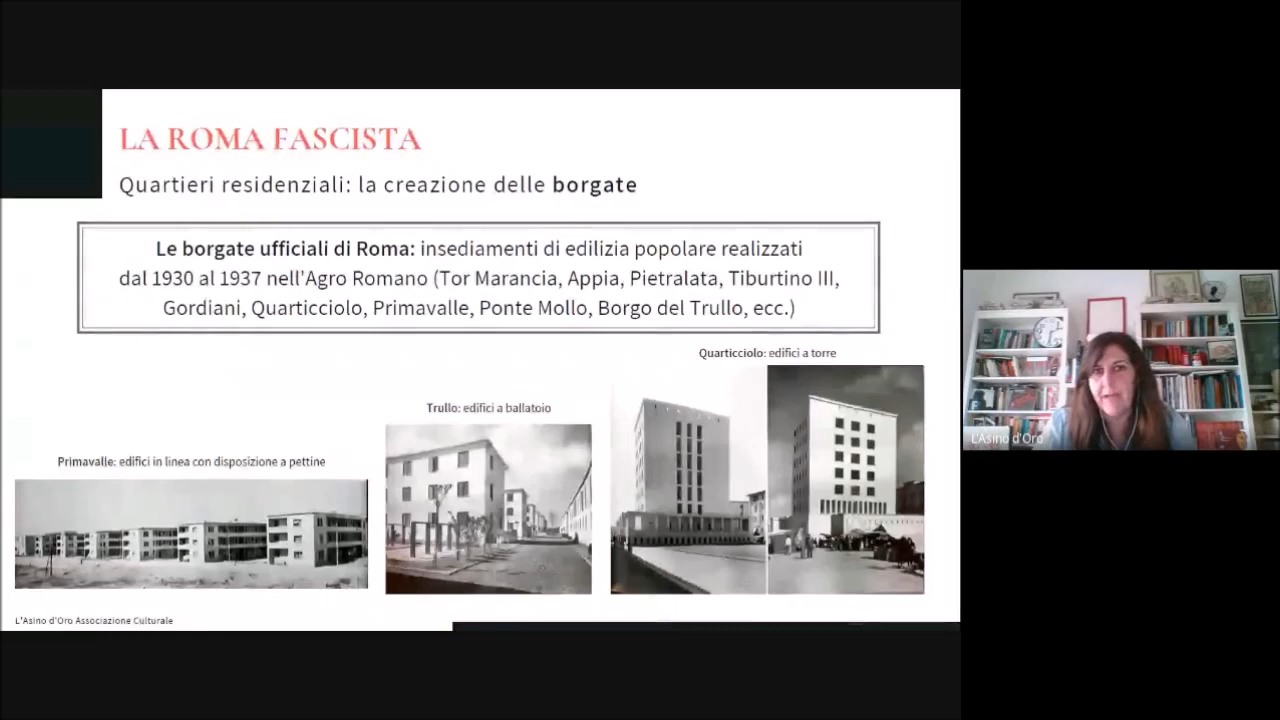 LA ROMA FASCISTA
Quartieri residenziali: la creazione delle borgate
Le borgate ufficiali di Roma: insediamenti di edilizia popolare realizzati
dal 1930 al 1937 nell'Agro Romano (Tor Marancia, Appia, Pietralata, Tiburtino III,
Gordiani, Quarticciolo, Primavalle, Ponte Mollo, Borgo del Trullo, ecc.)
Quarticciolo: edifici a torre
Trullo: edifici a ballatoio
Primavalle: edifici in linea con disposizione a pettine
L'Asino d'Oro Associazione Culturale
L'Asino d'Oro